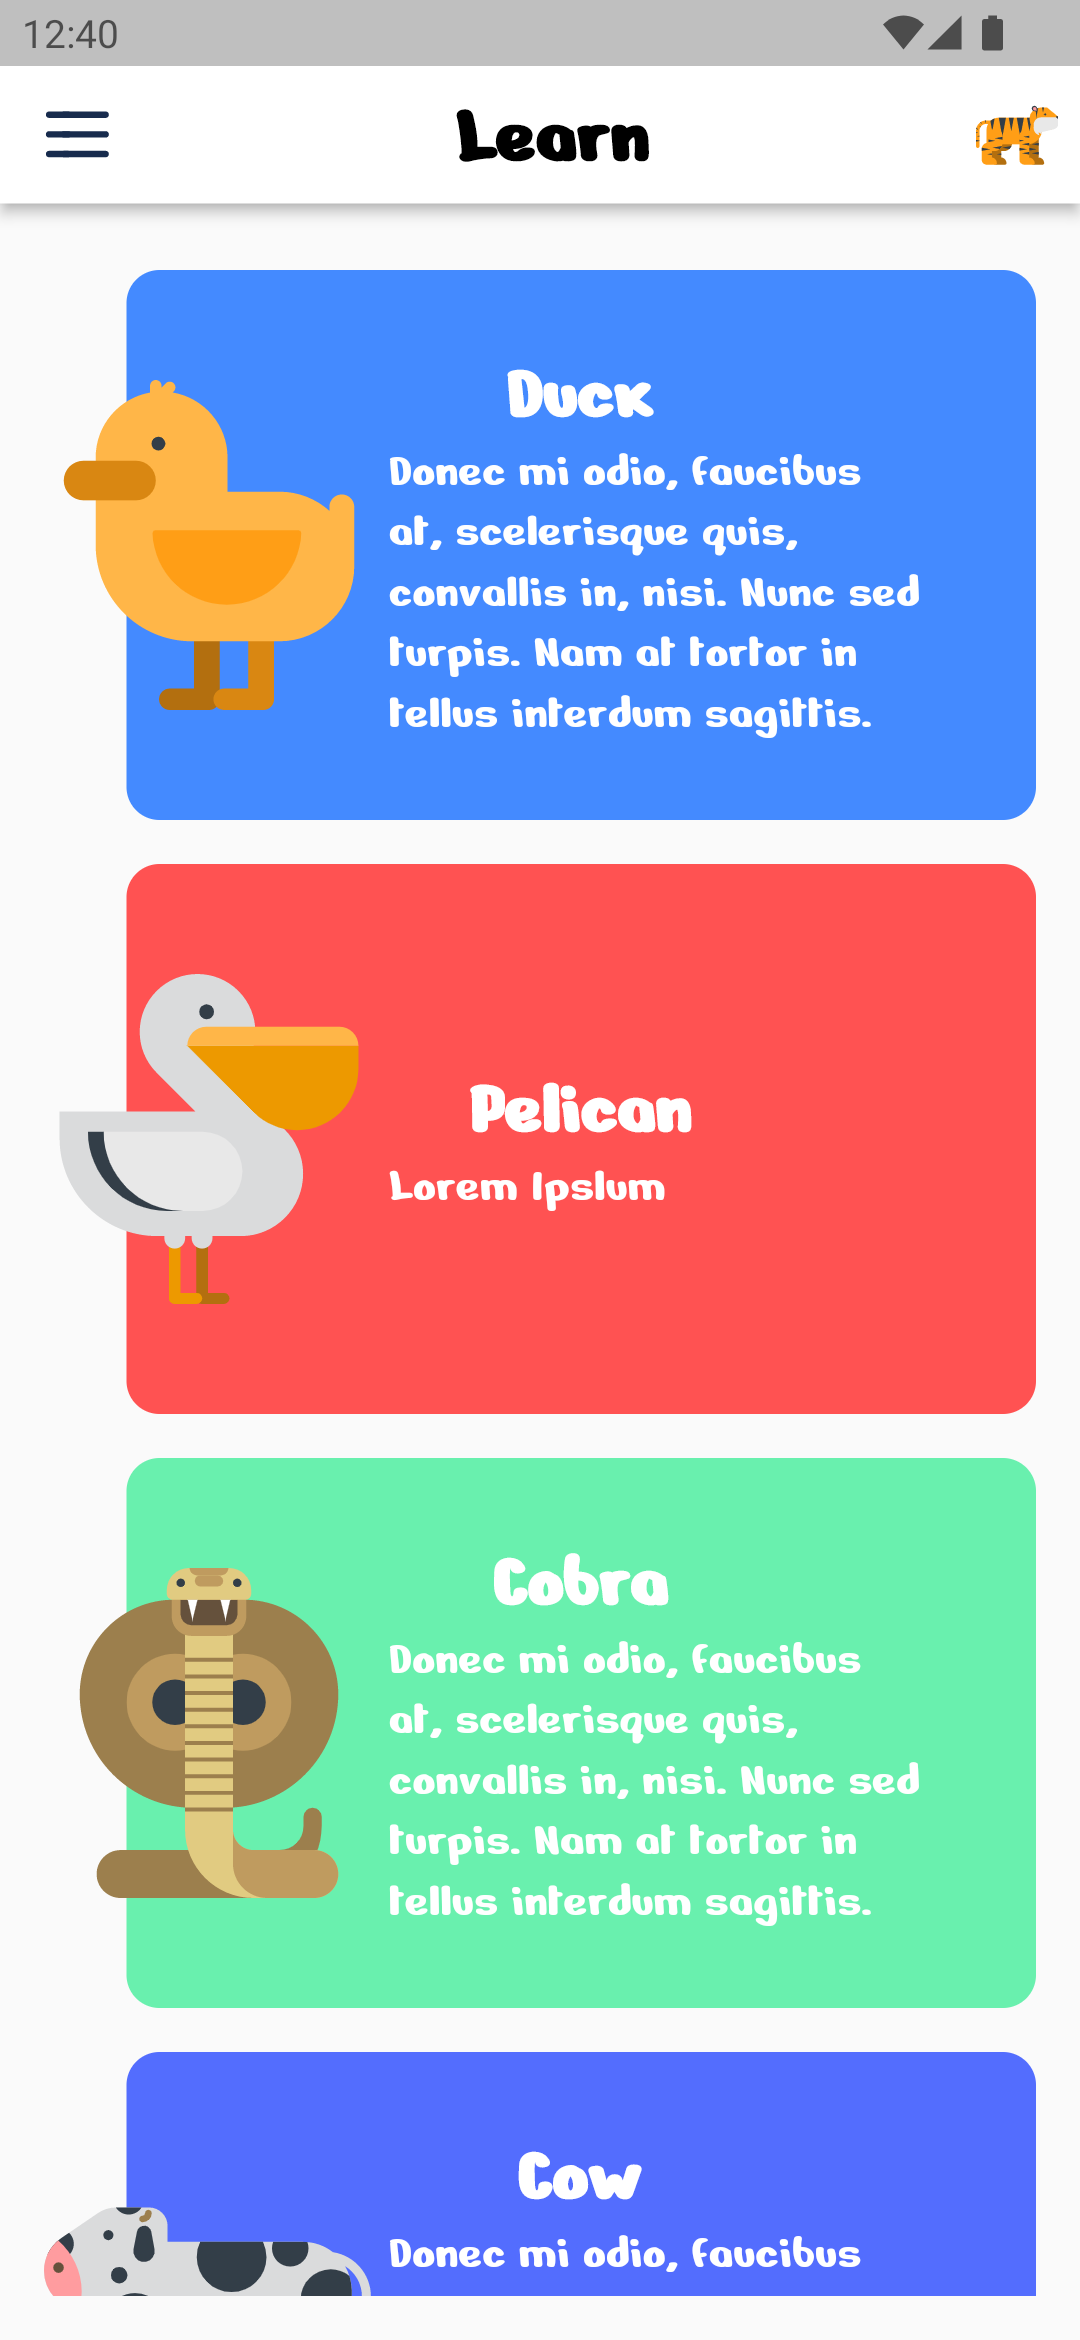 12:40
Learn
Duck
Donec mi odio, faucibus
at, scelerisque quis,
convallis in, nisi. Nunc sed
turpis. Nam at tortor in
tellus interdum sagittis.
Pelican
Lorem Ipslum
Cobra
Donec mi odio, faucibus
at, scelerisque quis,
convallis in, nisi. Nunc sed
turpis. Nam at tortor in
tellus interdum sagittis.
Cow
Donec mi odio, faucibus